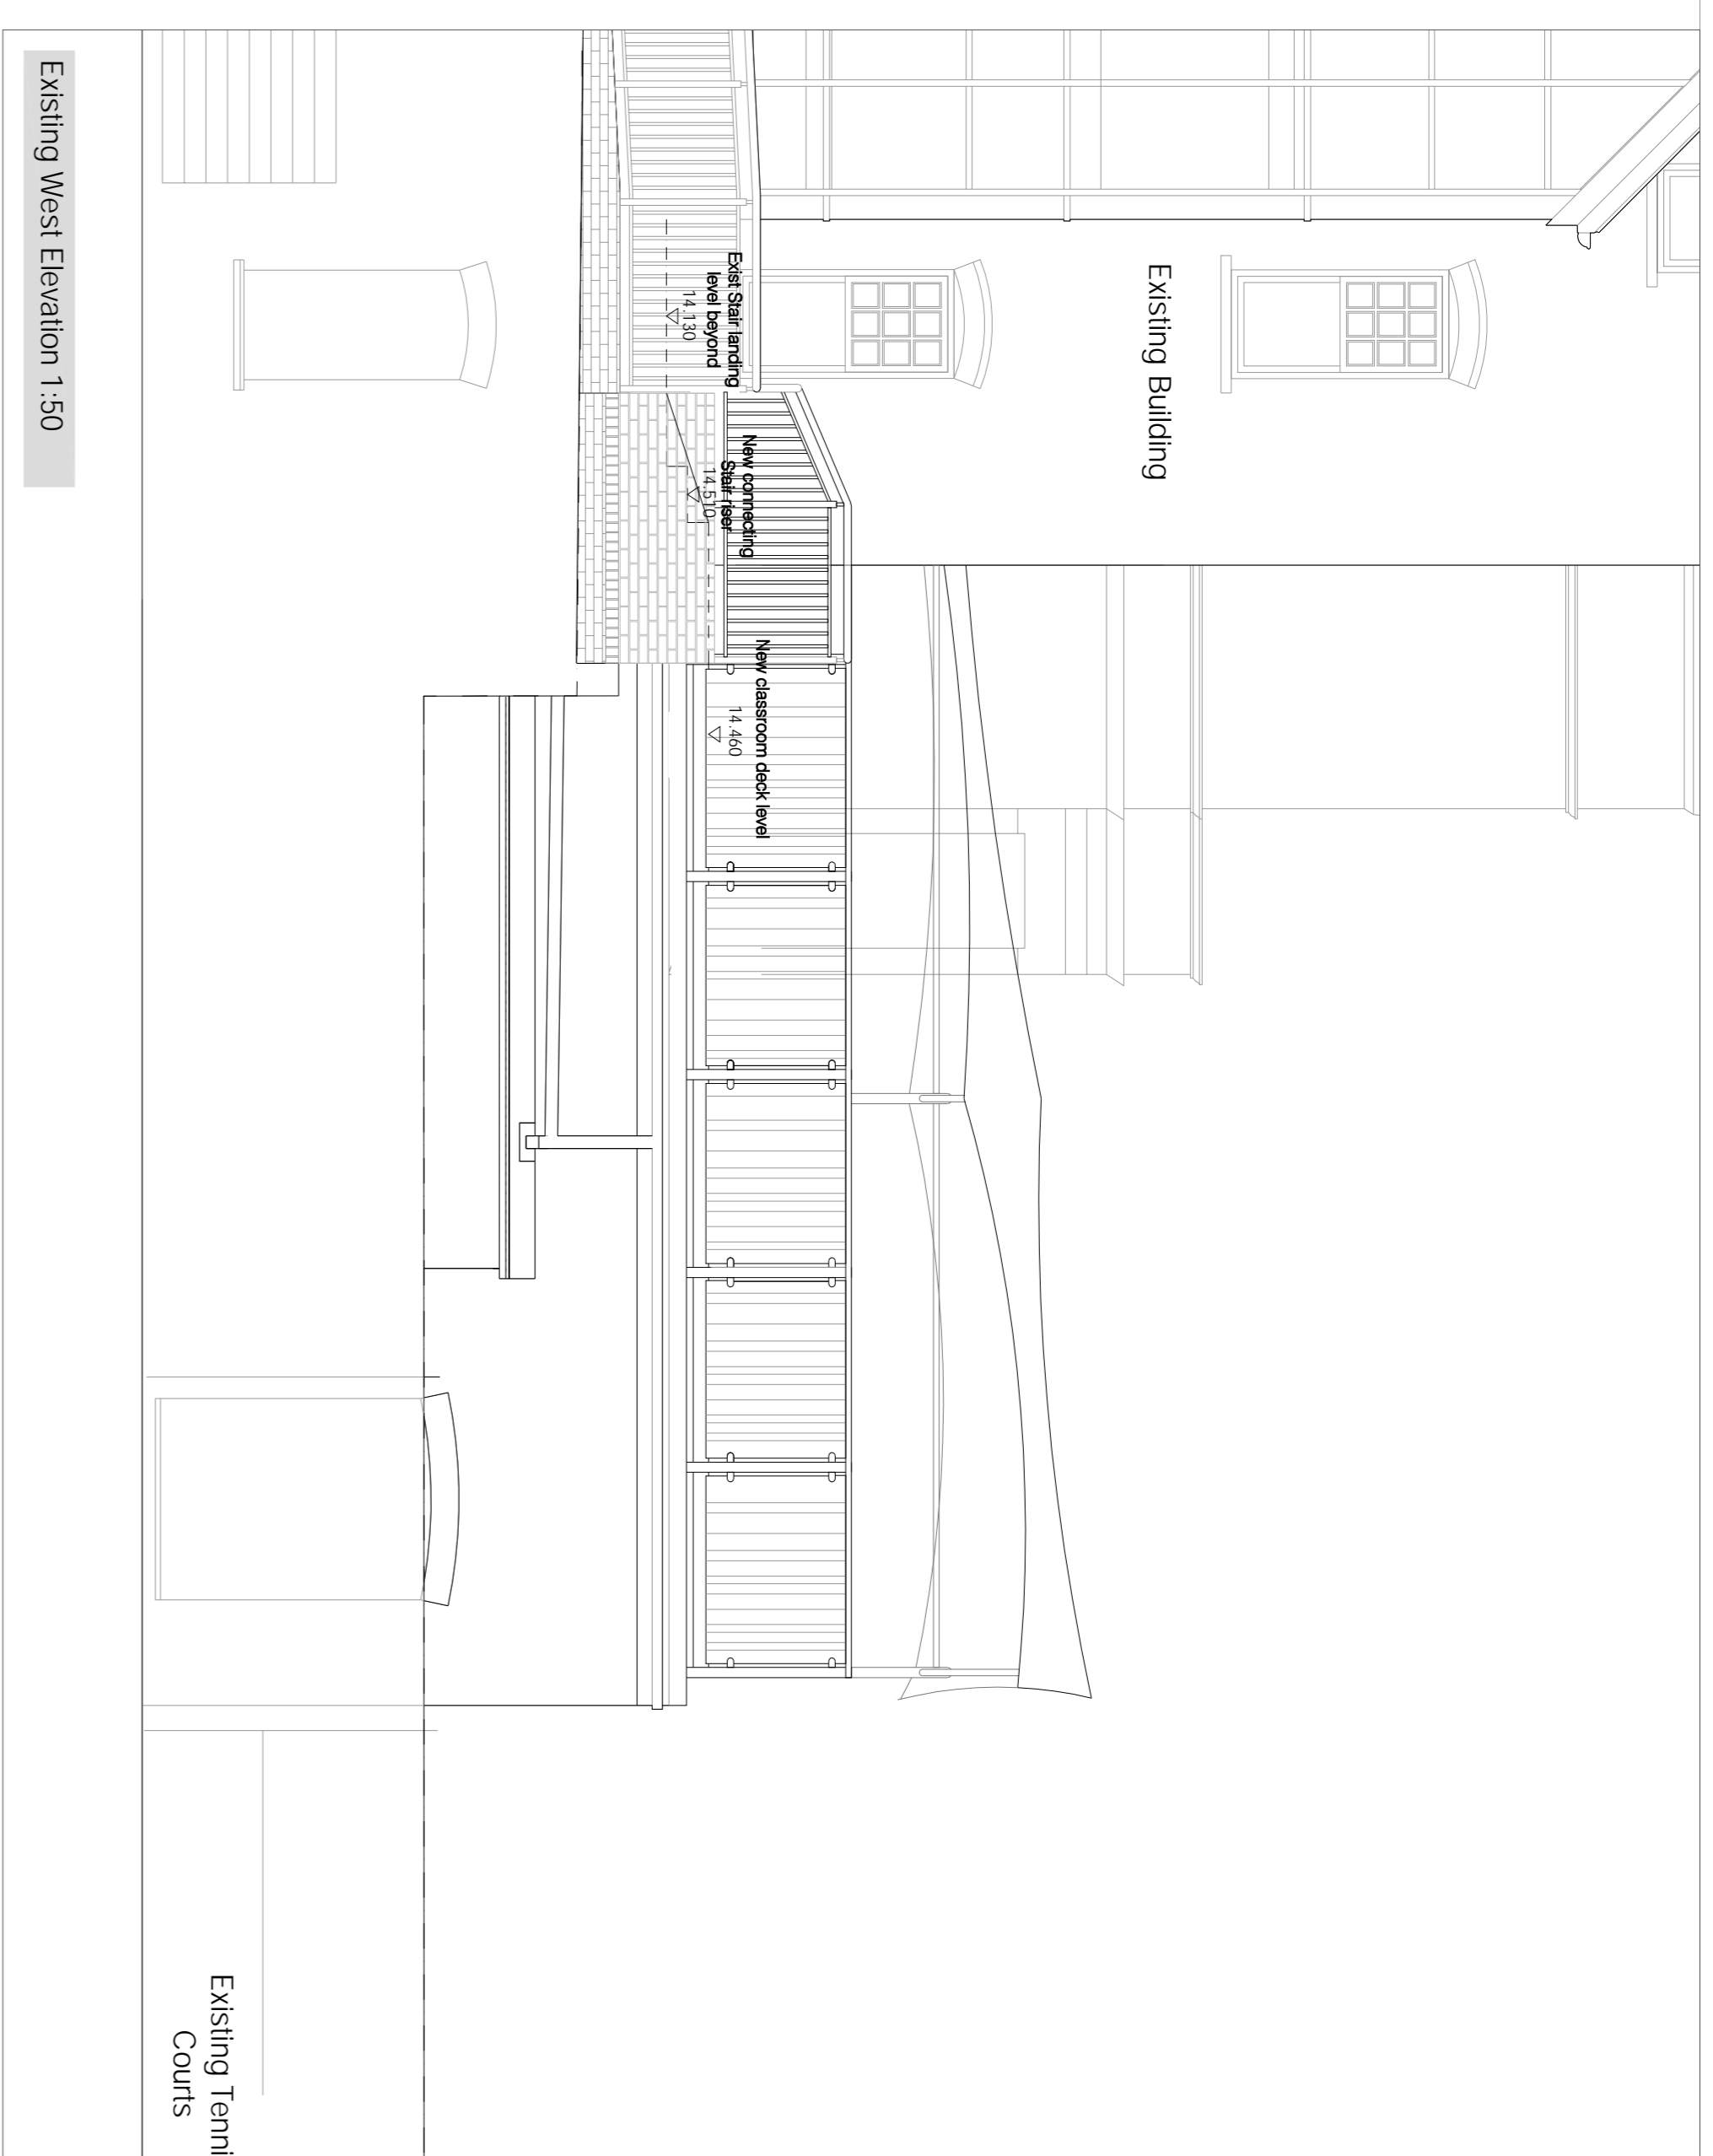 Existing Building
Exist Stair landing
level beyond
14.130
New connecting
Stair riser
14.510
New classroom deck level
14.460
Existing Tenni
Courts
Existing West Elevation 1:50